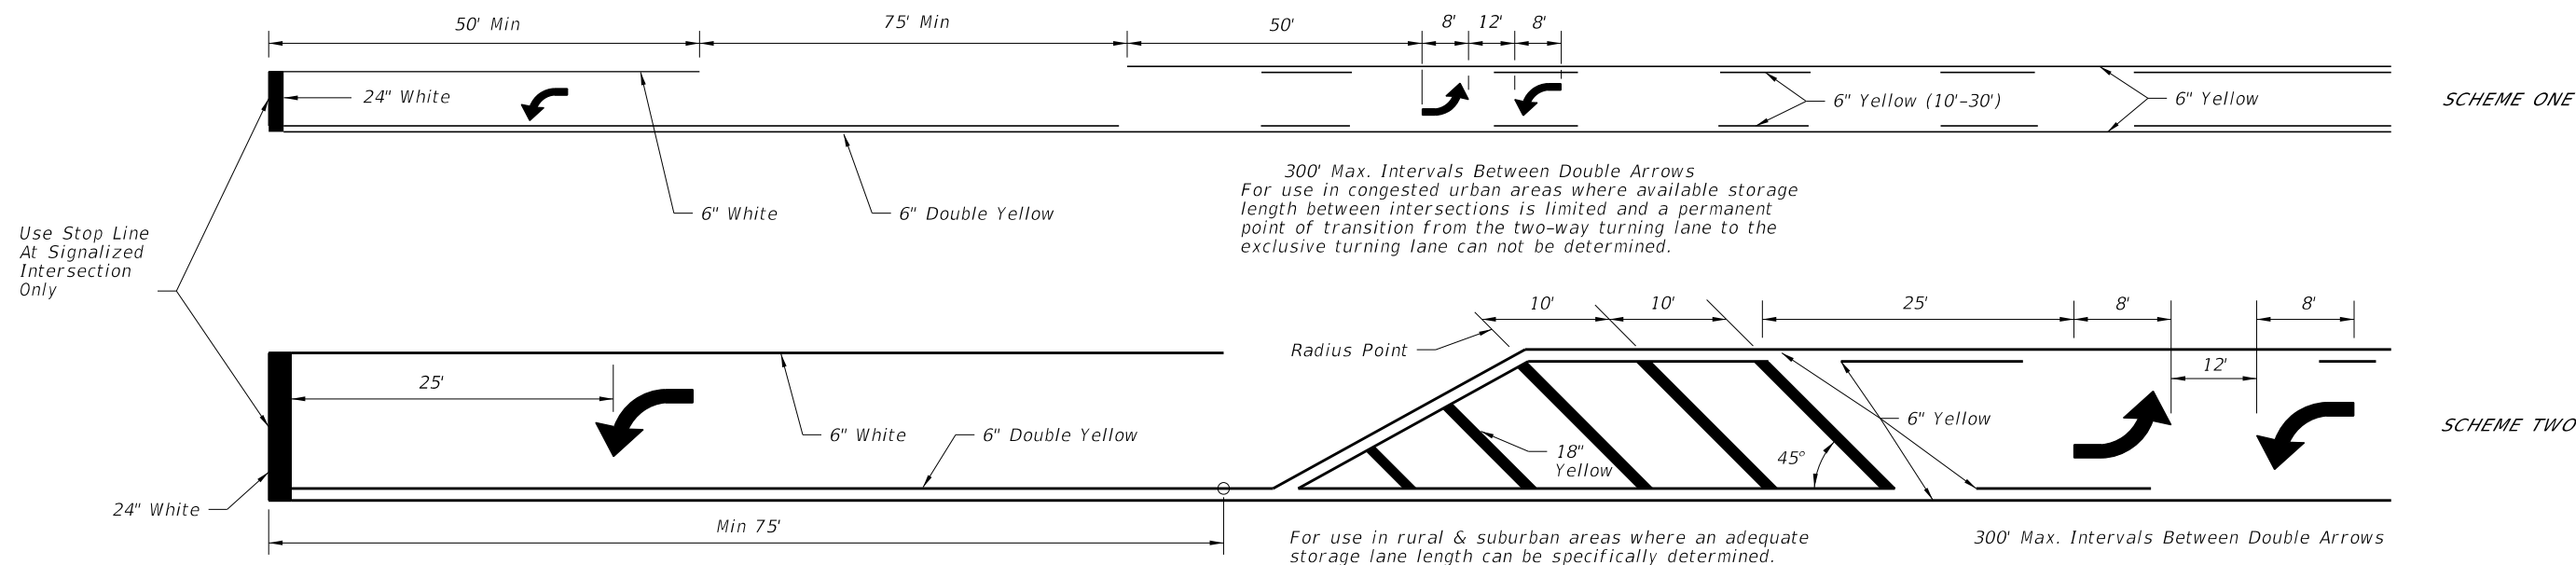 50' Min
75' Min
50'
8'
12'
8'
24" White
6" Yellow (10'-30')
6" Yellow
SCHEME ONE
6" White
6" Double Yellow
300' Max. Intervals Between Double Arrows
For use in congested urban areas where available storage
length between intersections is limited and a permanent
point of transition from the two-way turning lane to the
exclusive turning lane can not be determined.
Use Stop Line
At Signalized
Intersection
Only
10'
10'
25'
8'
8'
Radius Point
12'
25'
6" White
6" Double Yellow
18"
Yellow
45°
6" Yellow
SCHEME TWO
24" White
Min 75'
For use in rural & suburban areas where an adequate
storage lane length can be specifically determined.
300' Max. Intervals Between Double Arrows